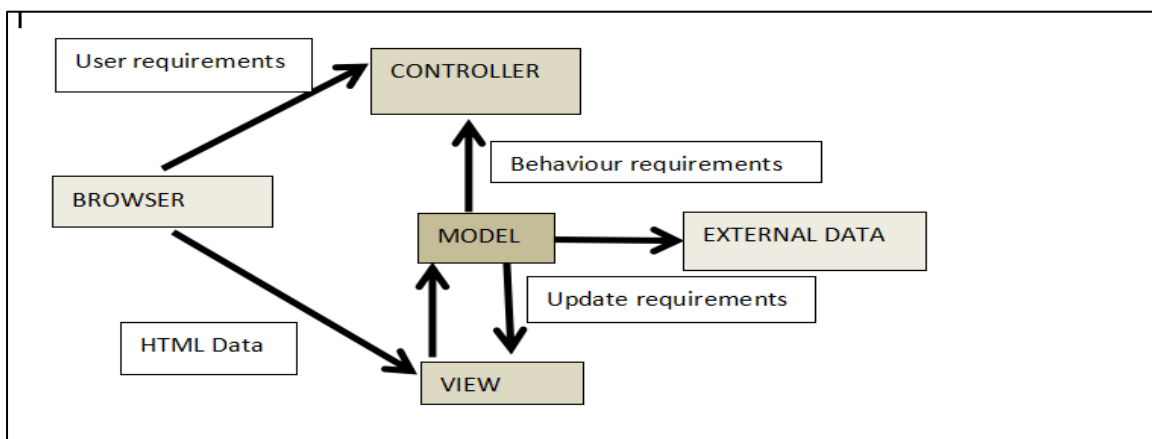 User requirements
CONTROLLER
Behaviour requirements
BROWSER
MODEL
EXTERNAL DATA
Update requirements
HTML Data
VIEW